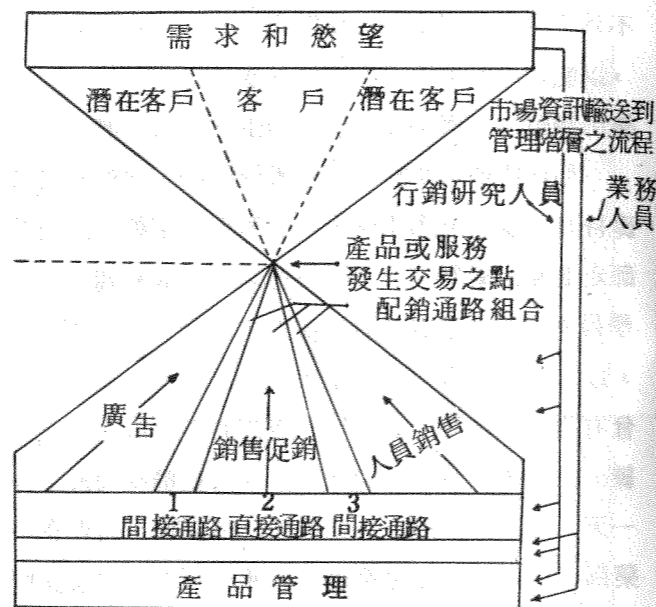 需求和慾望
潛在客戶 客戶 潛在客戶
市場資訊輸送到
管理階層之流程
行銷研究人員
業務
人員
產品或服務
發生交易之點
配銷通路組合
廣告
銷售促銷
人員銷售
1 2 3
間接通路 直接通路 間接通路
產品管理